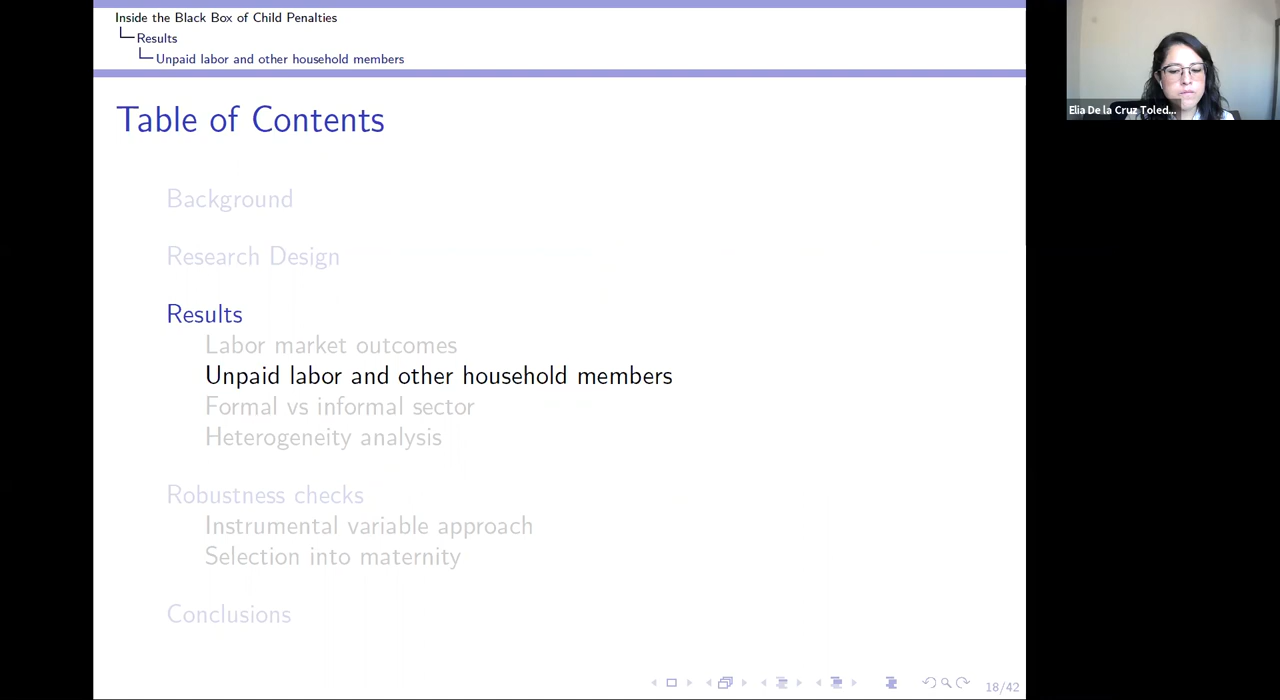 Inside the Black Box of Child Penalties
Results
Unpaid labor and other household members
Table of Contents
Background
Research Design
Results
Labor market outcomes
Unpaid labor and other household members
Formal vs informal sector
Heterogeneity analysis
Robustness checks
Instrumental variable approach
Selection into maternity
Conclusions
18/42
Elia De la Cruz Toled...